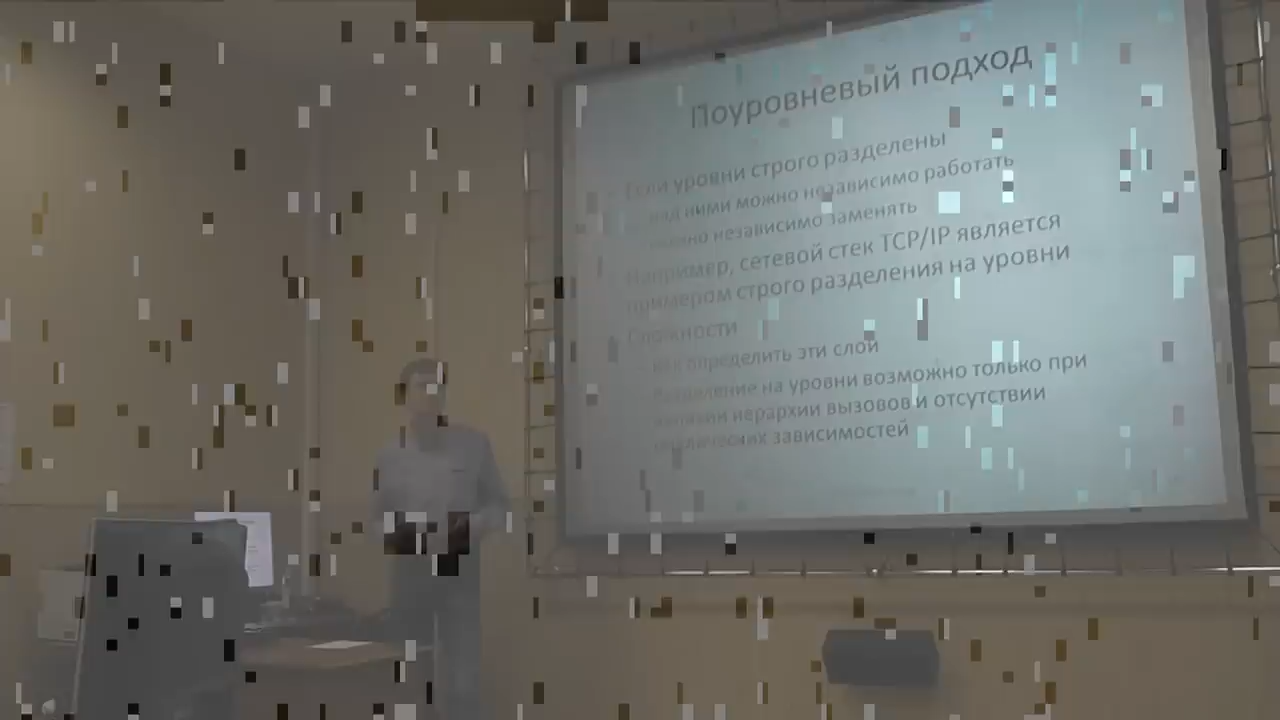 Поуровневый подход
Если уровни строго разделены
над ними можно независимо работать
можно независимо заменять
Например, сетевой стек TCP/IP является
примером строго разделения на уровни
Сложности
как определить эти слои
Разделение на уровни возможно только при
иерархии вызовов и отсутствии
циклических зависимостей